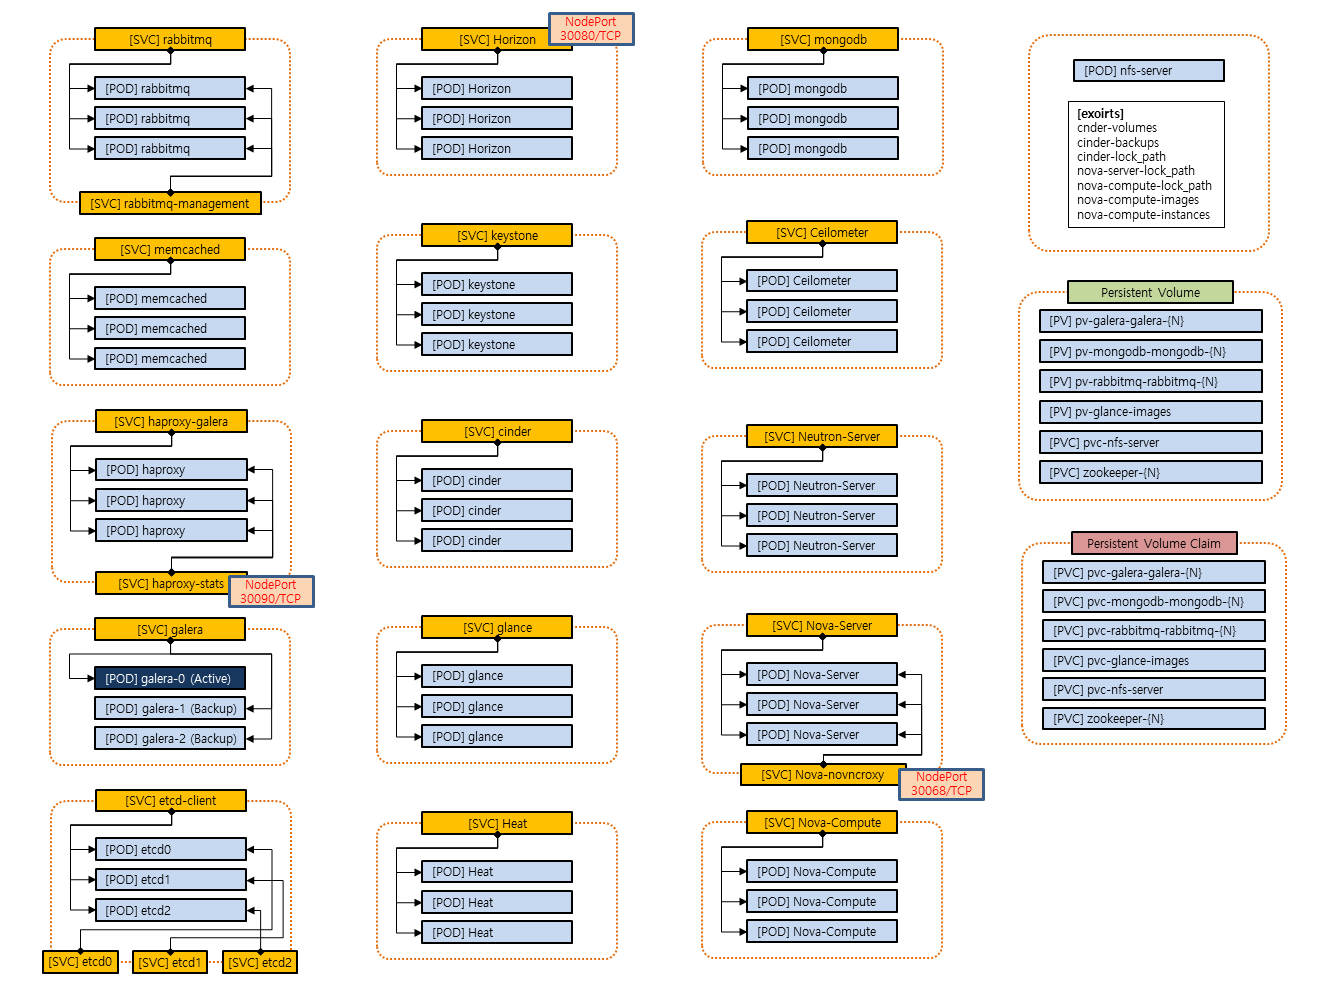 [SVC] rabbitmq
[POD] rabbitmq
[POD] rabbitmq
[POD] rabbitmq
[SVC] rabbitmq-management
[SVC] memcached
[POD] memcached
[POD] memcached
[POD] memcached
[SVC] haproxy-galera
[POD] haproxy
[POD] haproxy
[POD] haproxy
[SVC] haproxy-stats
NodePort
30090/TCP
[SVC] galera
[POD] galera-0 (Active)
[POD] galera-1 (Backup)
[POD] galera-2 (Backup)
[SVC] etcd-client
[POD] etcd0
[POD] etcd1
[POD] etcd2
[SVC] etcd0
[SVC] etcd1
[SVC] etcd2
[SVC] Horizon
NodePort
30080/TCP
[POD] Horizon
[POD] Horizon
[POD] Horizon
[SVC] keystone
[POD] keystone
[POD] keystone
[POD] keystone
[SVC] cinder
[POD] cinder
[POD] cinder
[POD] cinder
[SVC] glance
[POD] glance
[POD] glance
[POD] glance
[SVC] Heat
[POD] Heat
[POD] Heat
[POD] Heat
[SVC] mongodb
[POD] mongodb
[POD] mongodb
[POD] mongodb
[SVC] Ceilometer
[POD] Ceilometer
[POD] Ceilometer
[POD] Ceilometer
[SVC] Neutron-Server
[POD] Neutron-Server
[POD] Neutron-Server
[POD] Neutron-Server
[SVC] Nova-Server
[POD] Nova-Server
[POD] Nova-Server
[POD] Nova-Server
[SVC] Nova-novncroxy
NodePort
30068/TCP
[SVC] Nova-Compute
[POD] Nova-Compute
[POD] Nova-Compute
[POD] Nova-Compute
[POD] nfs-server
[exoirts]
cnder-volumes
cinder-backups
cinder-lock_path
nova-server-lock_path
nova-compute-lock_path
nova-compute-images
nova-compute-instances
Persistent Volume
[PV] pv-galera-galera-{N}
[PV] pv-mongodb-mongodb-{N}
[PV] pv-rabbitmq-rabbitmq-{N}
[PV] pv-glance-images
[PVC] pvc-nfs-server
[PVC] zookeeper-{N}
Persistent Volume Claim
[PVC] pvc-galera-galera-{N}
[PVC] pvc-mongodb-mongodb-{N}
[PVC] pvc-rabbitmq-rabbitmq-{N}
[PVC] pvc-glance-images
[PVC] pvc-nfs-server
[PVC] zookeeper-{N}